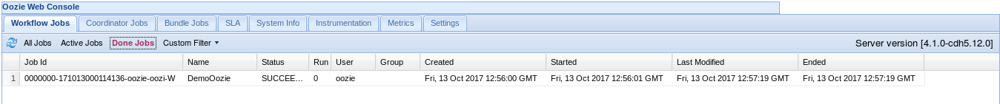 Oozie Web Console
Workflow Jobs Coordinator Jobs Bundle Jobs SLA System Info Instrumentation Metrics Settings
All Jobs Active Jobs Done Jobs Custom Filter Server version [4.1.0-cdh5.12.0]
Job Id Name Status Run User Group Created Started Last Modified Ended
1 0000000-171013000114136-oozie-oozi-W DemoOozie SUCCEE... 0 oozie Fri, 13 Oct 2017 12:56:00 GMT Fri, 13 Oct 2017 12:56:01 GMT Fri, 13 Oct 2017 12:57:19 GMT Fri, 13 Oct 2017 12:57:19 GMT